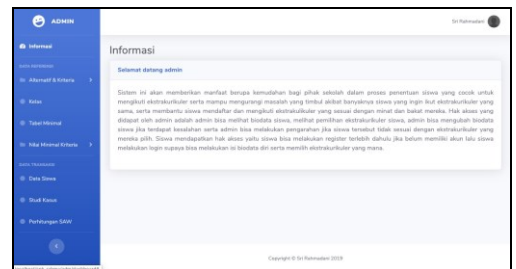 ADMIN
Sri Rahmadani
Informasi
Informasi
DATA REFERENSI
Selamat datang admin
Alternatif & Kriteria
Kelas
Tabel Minimal
Nilai Minimal Kriteria
DATA TRANSAKSI
Data Siswa
Studi Kasus
Perhitungan SAW
Sistem ini akan memberikan manfaat berupa kemudahan bagi pihak sekolah dalam proses penentuan siswa yang cocok untuk
mengikuti ekstrakurikuler serta mampu mengurangi masalah yang timbul akibat banyaknya siswa yang ingin ikut ekstrakurikuler yang
sama, serta membantu siswa mendaftar dan mengikuti ekstrakulikuler yang sesuai dengan minat dan bakat mereka. Hak akses yang
didapat oleh admin adalah admin bisa melihat biodata siswa, melihat pemilihan ekstrakurikuler siswa, admin bisa mengubah biodata
siswa jika terdapat kesalahan serta admin bisa melakukan pengarahan jika siswa tersebut tidak sesuai dengan ekstrakurikuler yang
mereka pilih. Siswa mendapatkan hak akses yaitu siswa bisa melakukan register terlebih dahulu jika belum memiliki akun lalu siswa
melakukan login supaya bisa melakukan isi biodata diri serta memilih ekstrakurikuler yang mana.
Copyright © Sri Rahmadani 2019